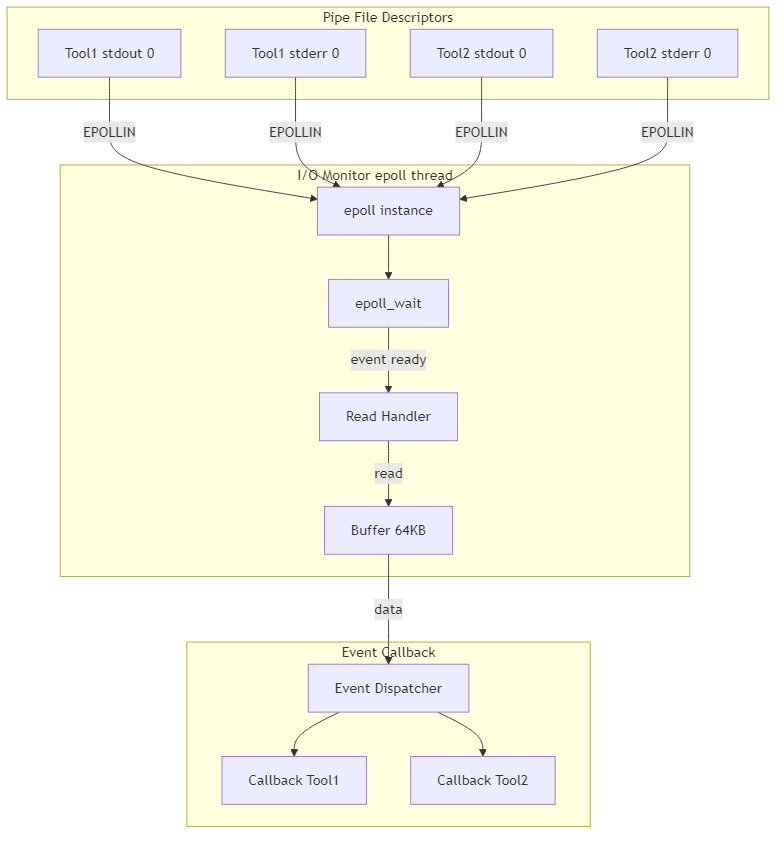 Pipe File Descriptors
Tool1 stdout 0
Tool1 stderr 0
Tool2 stdout 0
Tool2 stderr 0
EPOLLIN
EPOLLIN
EPOLLIN
EPOLLIN
I/O Monitor epoll thread
epoll instance
epoll_wait
event ready
Read Handler
read
Buffer 64KB
data
Event Callback
Event Dispatcher
Callback Tool1
Callback Tool2